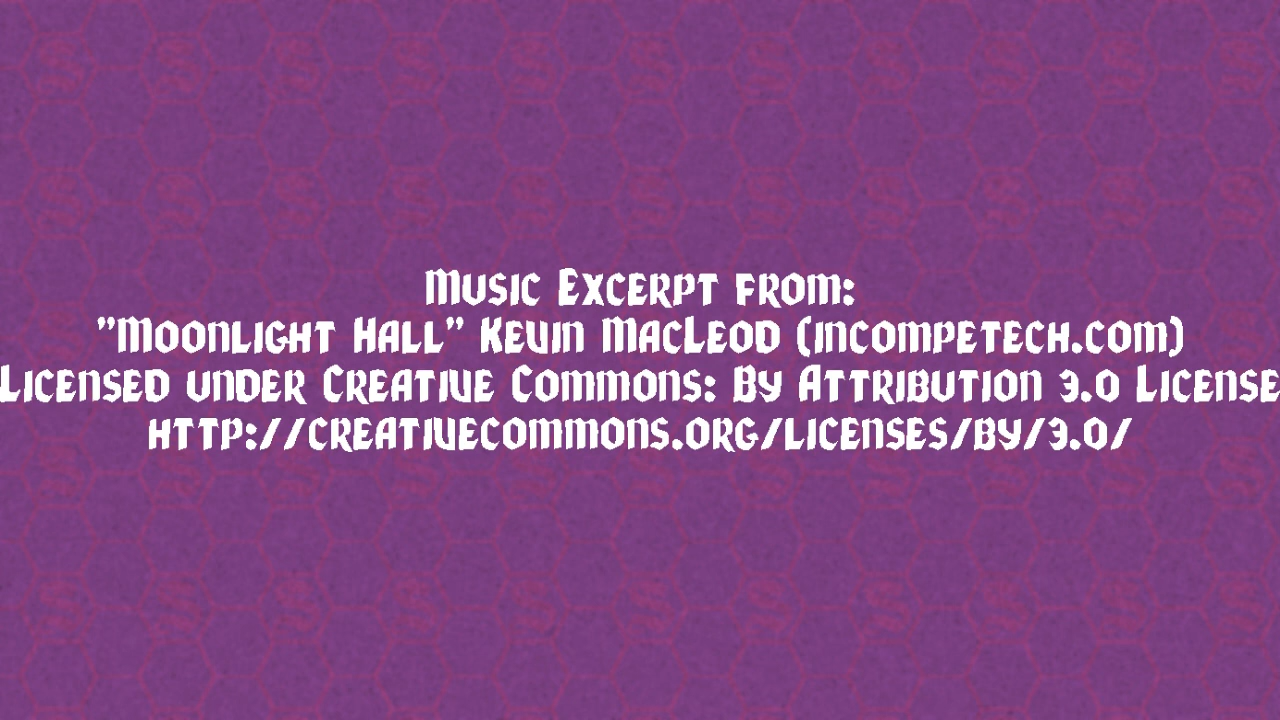 Music Excerpt from:
"Moonlight Hall" Kevin MacLeod (incompetech.com)
Licensed under Creative Commons: By Attribution 3.0 License
http://creativecommons.org/licenses/by/3.0/